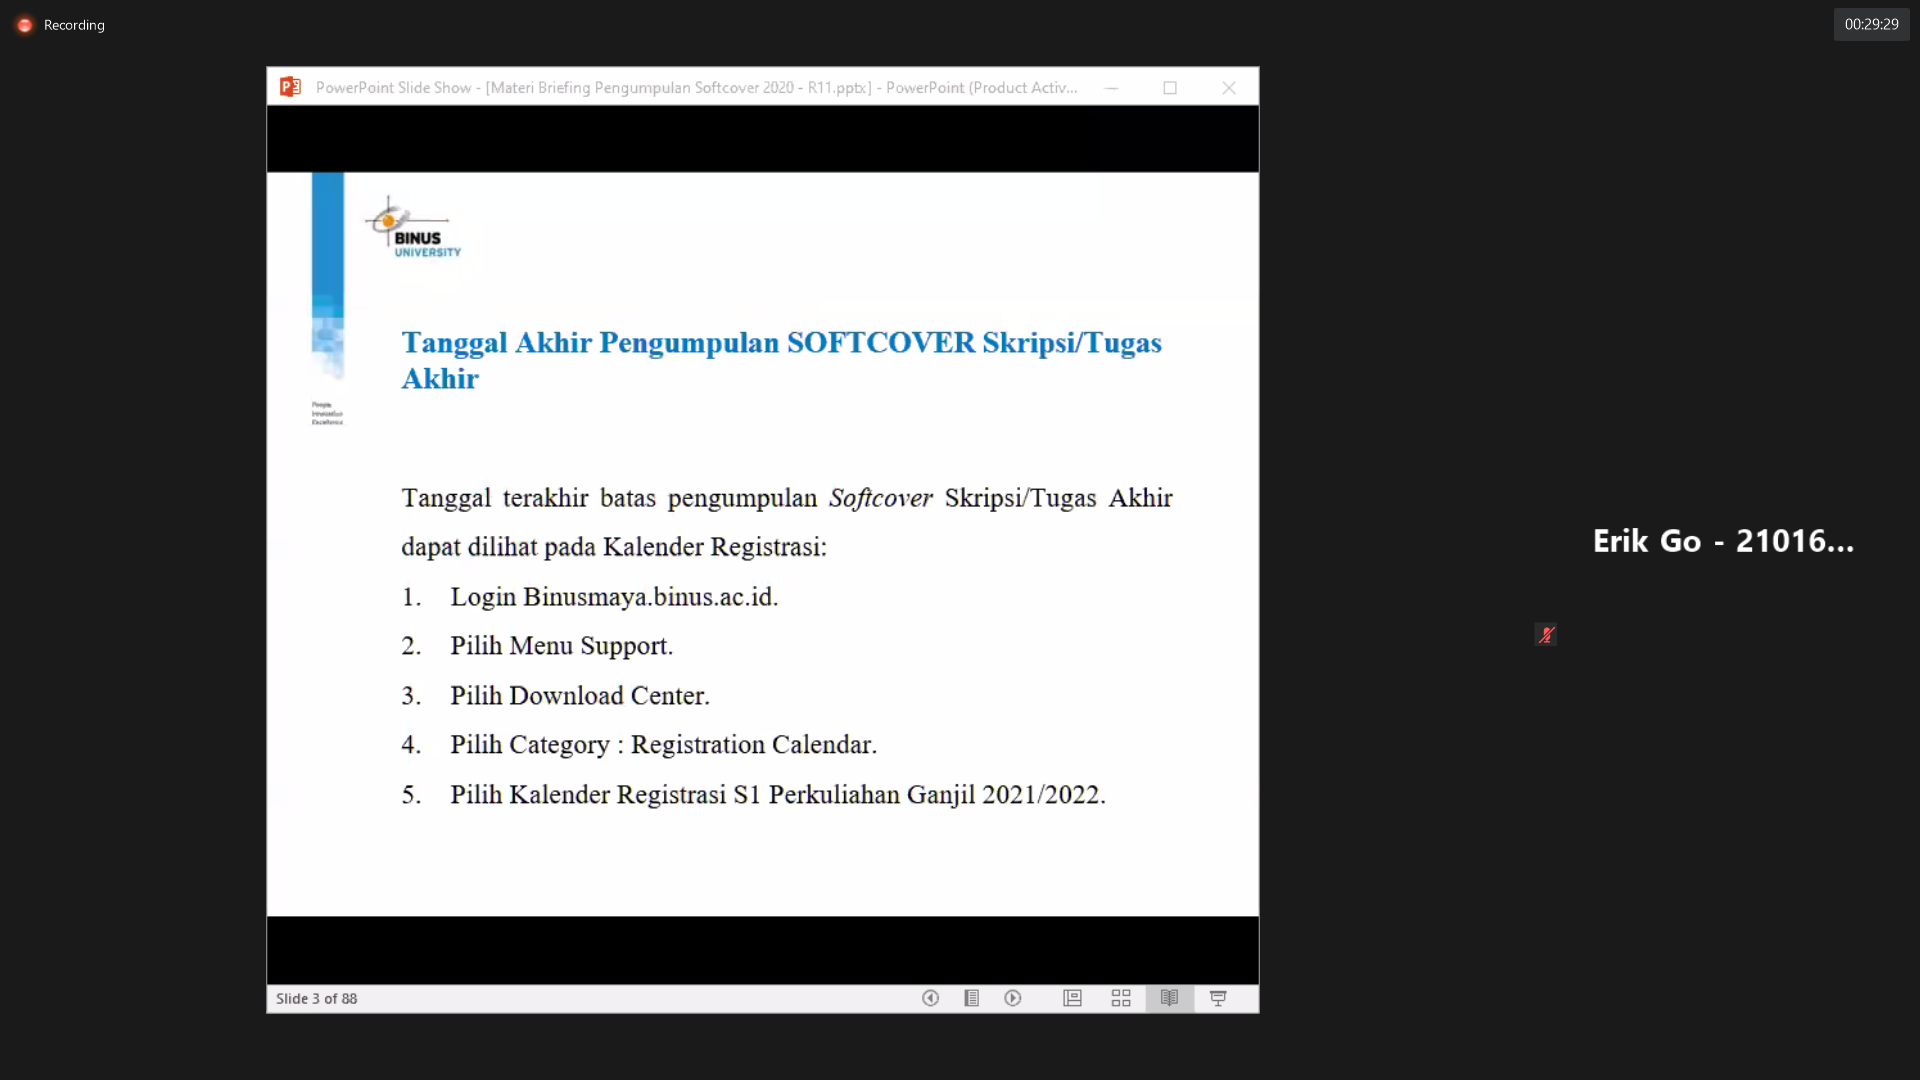 Recording
00:29:29
PowerPoint Slide Show - [Materi Briefing Pengumpulan Softcover 2020 - R11.pptx] - PowerPoint (Product Activ...
BINUS
UNIVERSITY
Tanggal Akhir Pengumpulan SOFTCOVER Skripsi/Tugas
Akhir
People
Innovation
Excellence
Tanggal terakhir batas pengumpulan Softcover Skripsi/Tugas Akhir
dapat dilihat pada Kalender Registrasi:
1. Login Binusmaya.binus.ac.id.
2. Pilih Menu Support.
3. Pilih Download Center.
4. Pilih Category : Registration Calendar.
5. Pilih Kalender Registrasi S1 Perkuliahan Ganjil 2021/2022.
Erik Go - 21016...
Slide 3 of 88